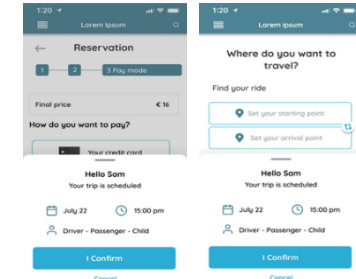 1:20
Lorem Ipsum
Reservation
1
2
3 Pay mode
Final price
€ 16
How do you want to pay?
Your credit card
Hello Sam
Your trip is scheduled
July 22
15:00 pm
Driver - Passenger - Child
I Confirm
Cancel
1:20
Lorem Ipsum
Where do you want to
travel?
Find your ride
Set your starting point
Set your arrival point
Hello Sam
Your trip is scheduled
July 22
15:00 pm
Driver - Passenger - Child
I Confirm
Cancel